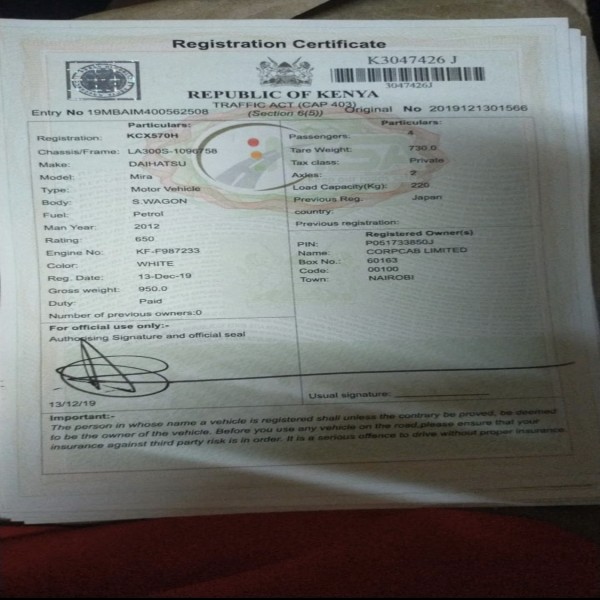 Registration Certificate
K3047426 J
3047426J
REPUBLIC OF KENYA
TRAFFIC ACT (CAP 403)
(Section 6(5))
Entry No 19MBAIM400562508
Original No 2019121301566
Particulars:
Registration: KCX570H
Chassis/Frame: LA300S-1096758
Make: DAIHATSU
Model: Mira
Type: Motor Vehicle
Body: S.WAGON
Fuel: Petrol
Man Year: 2012
Rating: 650
Engine No: KF-F987233
Color: WHITE
Reg. Date: 13-Dec-19
Gross weight: 950.0
Duty: Paid
Number of previous owners:0
For official use only:-
Authorising Signature and official seal
13/12/19
Particulars:
Passengers: 4
Tare Weight: 730.0
Tax class: Private
Axles: 2
Load Capacity(Kg): 220
Previous Reg. Japan
country:
Previous registration:
Registered Owner(s)
PIN: P051733850J
Name: CORPCAB LIMITED
Box No.: 60163
Code: 00100
Town: NAIROBI
Usual signature:
Important:-
The person in whose name a vehicle is registered shall unless the contrary be proved, be deemed
to be the owner of the vehicle. Before you use any vehicle on the road,please ensure that your
insurance against third party risk is in order. It is a serious offence to drive without proper insurance